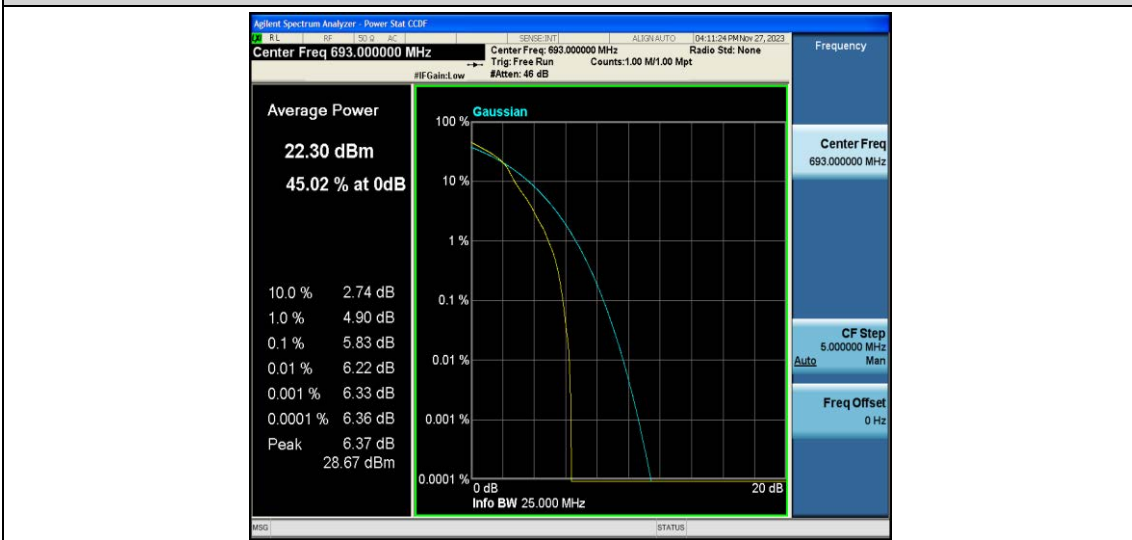 Agilent Spectrum Analyzer - Power Stat CCDF
RL RF 50 Ω AC SENSE:INT ALIGNAUTO 04:11:24 PM Nov 27, 2023
Center Freq 693.000000 MHz
Center Freq: 693.000000 MHz Radio Std: None
Trig: Free Run Counts:1.00 M/1.00 Mpt
#IFGain:Low #Atten: 46 dB
Frequency
Average Power
22.30 dBm
45.02 % at 0dB
10.0 % 2.74 dB
1.0 % 4.90 dB
0.1 % 5.83 dB
0.01 % 6.22 dB
0.001 % 6.33 dB
0.0001 % 6.36 dB
Peak 6.37 dB
28.67 dBm
Gaussian
100 %
10 %
1 %
0.1 %
0.01 %
0.001 %
0.0001 %
0 dB 20 dB
Info BW 25.000 MHz
Center Freq
693.000000 MHz
CF Step
5.000000 MHz
Auto Man
Freq Offset
0 Hz
MSG STATUS